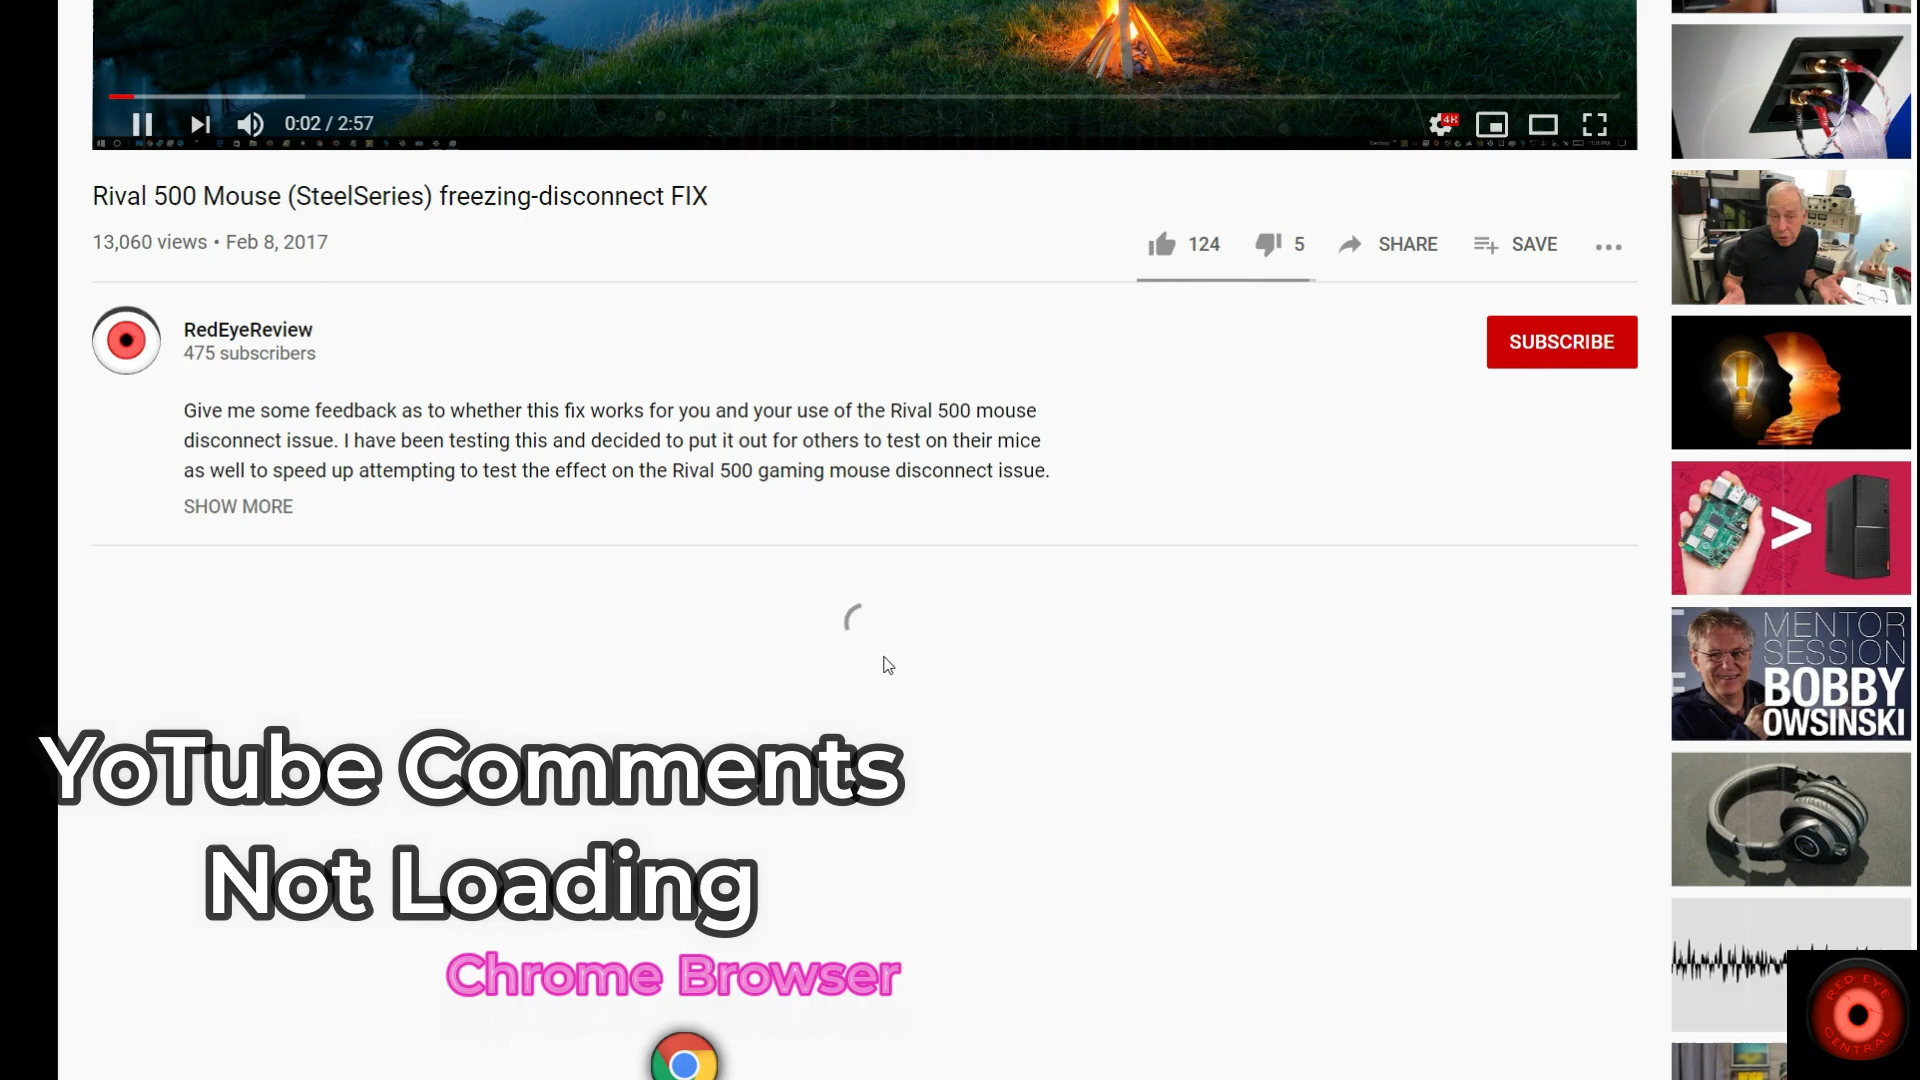 0:02 / 2:57
4K
Rival 500 Mouse (SteelSeries) freezing-disconnect FIX
13,060 views • Feb 8, 2017
124
5
SHARE
SAVE
RedEyeReview
475 subscribers
SUBSCRIBE
Give me some feedback as to whether this fix works for you and your use of the Rival 500 mouse
disconnect issue. I have been testing this and decided to put it out for others to test on their mice
as well to speed up attempting to test the effect on the Rival 500 gaming mouse disconnect issue.
SHOW MORE
>
MENTOR
SESSION
BOBBY
OWSINSKI
YoTube Comments
Not Loading
Chrome Browser
RED EYE
CENTRAL